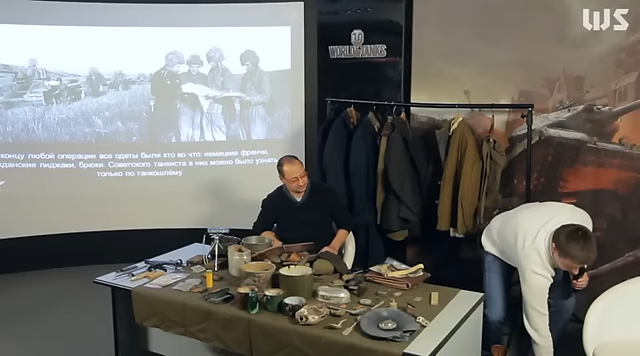 WS
WORLD OF TANKS
концу любой операции все одеты были кто во что: немецкие френчи,
жданские пиджаки, брюки. Советского танкиста в них можно было узнать
только по танкошлему